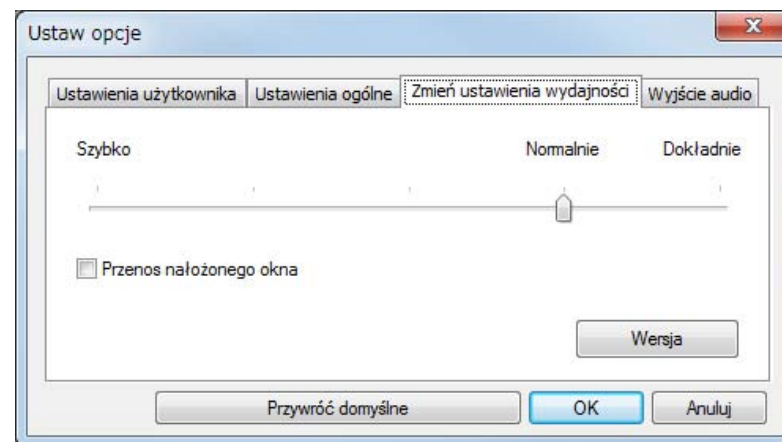 Ustaw opcje
Ustawienia użytkownika Ustawienia ogólne Zmień ustawienia wydajności Wyjście audio
Szybko Normalnie Dokładnie
Przenos nałożonego okna
Wersja
Przywróć domyślne OK Anuluj